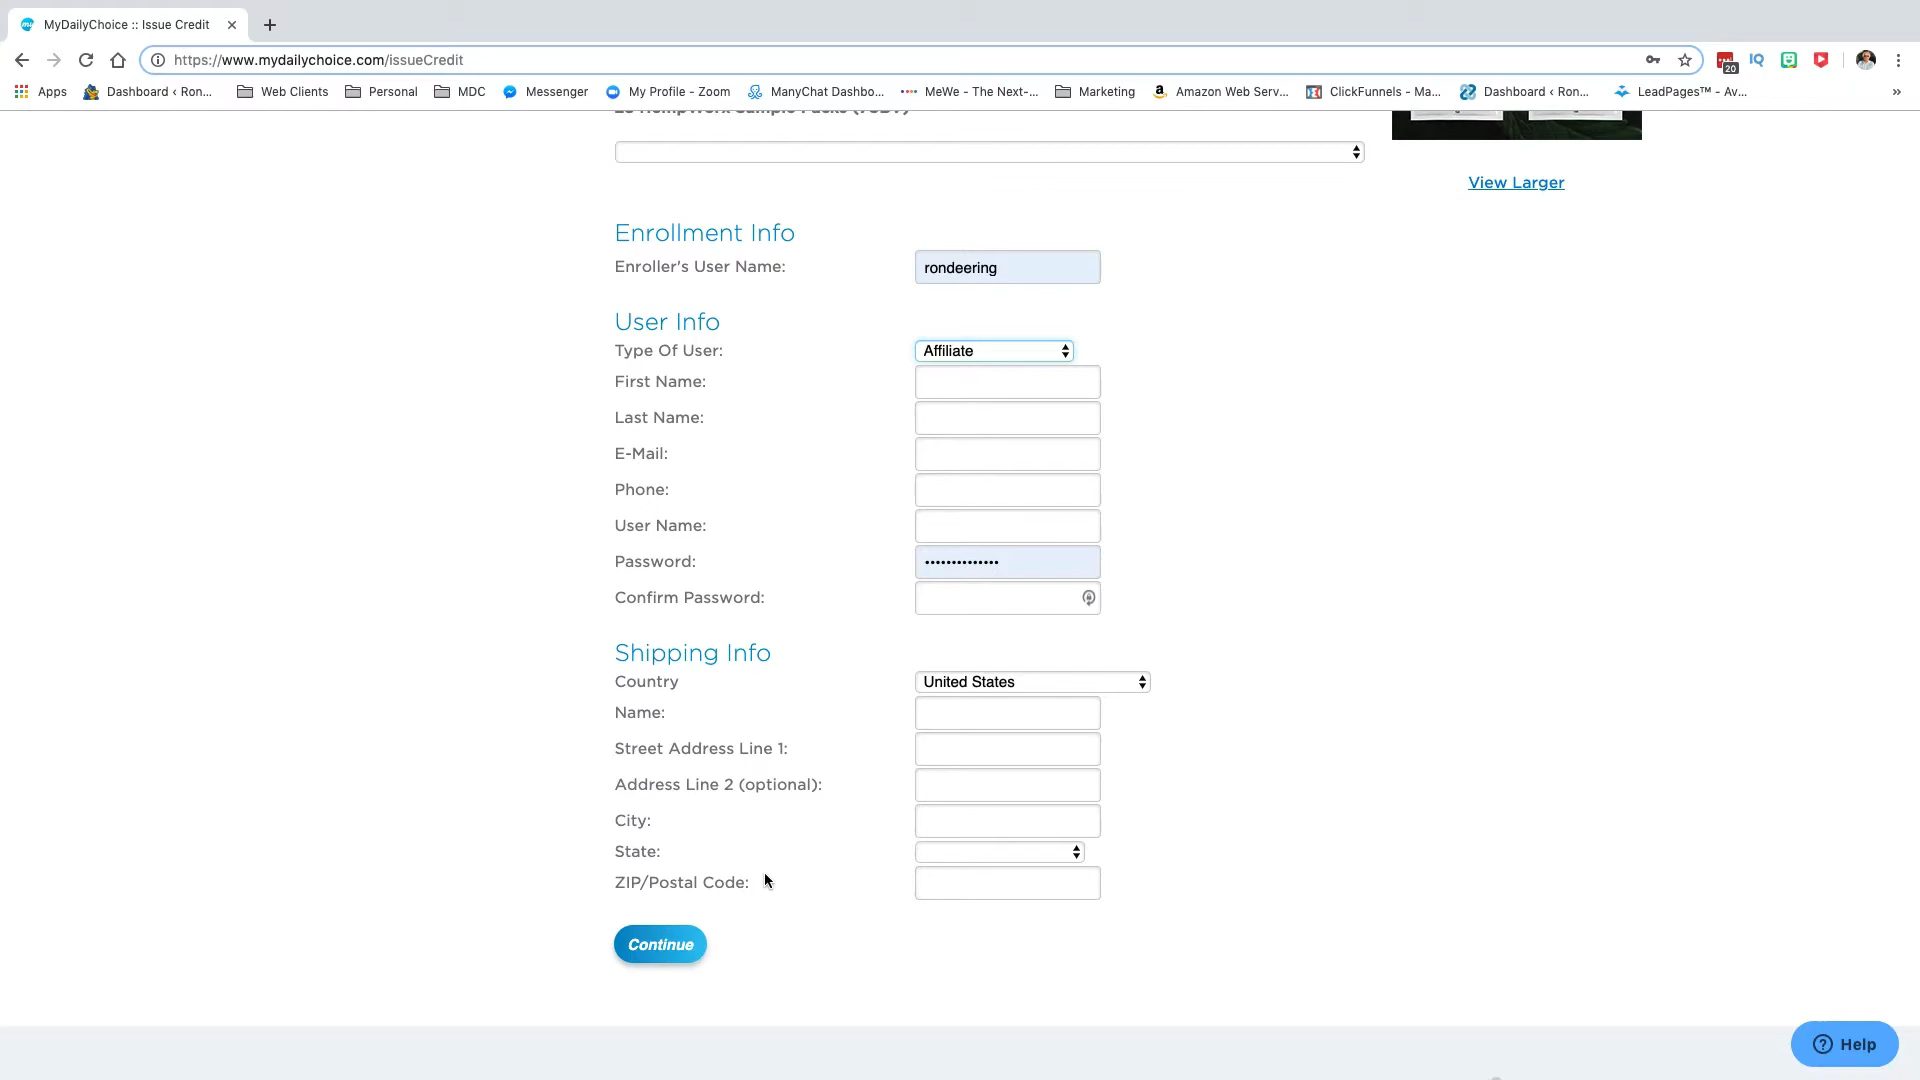 MyDailyChoice :: Issue Credit
https://www.mydailychoice.com/issueCredit
20
IQ
Apps
Dashboard ‹ Ron...
Web Clients
Personal
MDC
Messenger
My Profile - Zoom
ManyChat Dashbo...
MeWe - The Next-...
Marketing
Amazon Web Serv...
ClickFunnels - Ma...
Dashboard ‹ Ron...
LeadPages™ - Av...
»
View Larger
Enrollment Info
Enroller's User Name: rondeering
User Info
Type Of User: Affiliate
First Name:
Last Name:
E-Mail:
Phone:
User Name:
Password: ••••••••••••••
Confirm Password:
Shipping Info
Country United States
Name:
Street Address Line 1:
Address Line 2 (optional):
City:
State:
ZIP/Postal Code:
Continue
Help